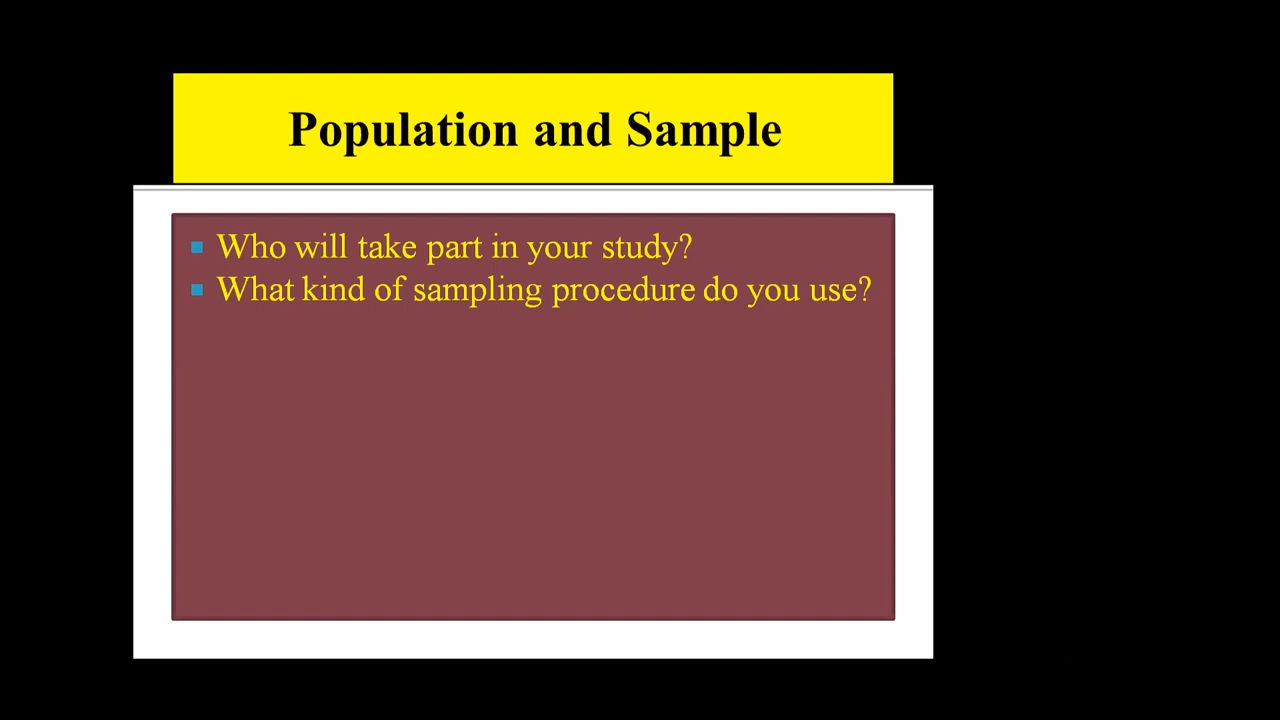 Population and Sample
Who will take part in your study?
What kind of sampling procedure do you use?